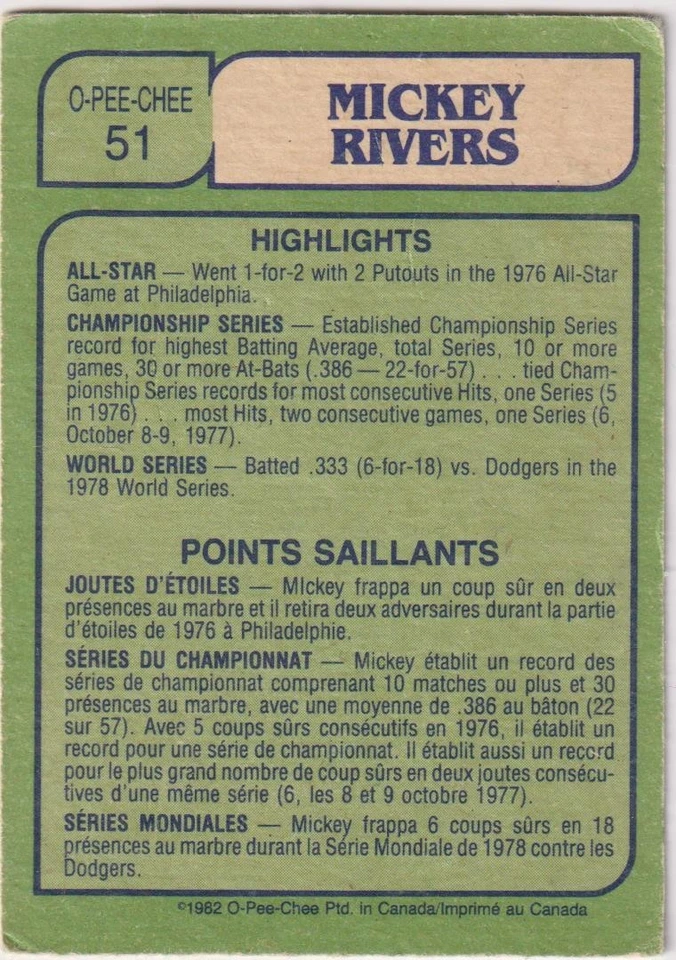 O-PEE-CHEE
51
MICKEY
RIVERS
HIGHLIGHTS
ALL-STAR — Went 1-for-2 with 2 Putouts in the 1976 All-Star
Game at Philadelphia.
CHAMPIONSHIP SERIES — Established Championship Series
record for highest Batting Average, total Series, 10 or more
games, 30 or more At-Bats (.386 — 22-for-57) . . . tied Cham-
pionship Series records for most consecutive Hits, one Series (5
in 1976) . . . most Hits, two consecutive games, one Series (6,
October 8-9, 1977).
WORLD SERIES — Batted .333 (6-for-18) vs. Dodgers in the
1978 World Series.
POINTS SAILLANTS
JOUTES D'ÉTOILES — MIckey frappa un coup sûr en deux
présences au marbre et il retira deux adversaires durant la partie
d'étoiles de 1976 à Philadelphie.
SÉRIES DU CHAMPIONNAT — Mickey établit un record des
séries de championnat comprenant 10 matches ou plus et 30
présences au marbre, avec une moyenne de .386 au bâton (22
sur 57). Avec 5 coups sûrs consécutifs en 1976, il établit un
record pour une série de championnat. Il établit aussi un record
pour le plus grand nombre de coup sûrs en deux joutes consécu-
tives d'une même série (6, les 8 et 9 octobre 1977).
SÉRIES MONDIALES — Mickey frappa 6 coups sûrs en 18
présences au marbre durant la Série Mondiale de 1978 contre les
Dodgers.
©1982 O-Pee-Chee Ptd. in Canada/Imprimé au Canada